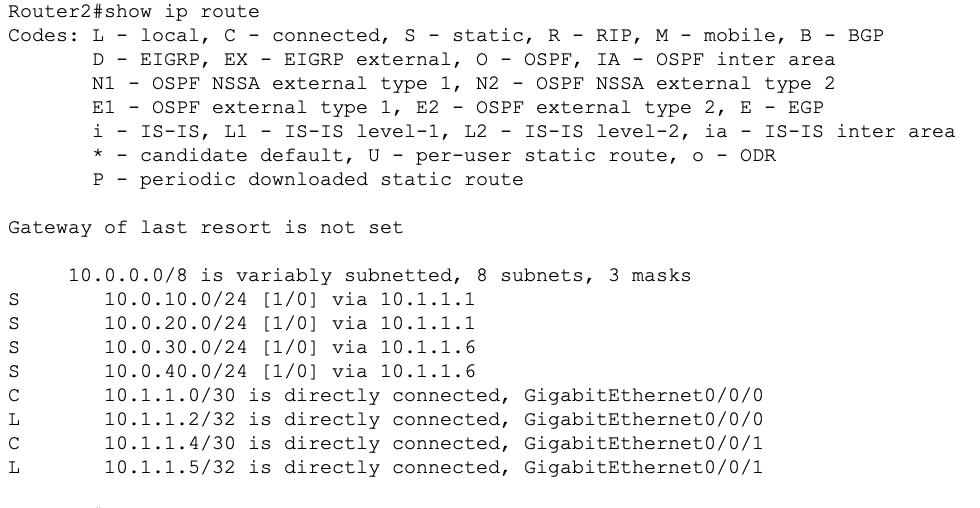 Router2#show ip route
Codes: L - local, C - connected, S - static, R - RIP, M - mobile, B - BGP
       D - EIGRP, EX - EIGRP external, O - OSPF, IA - OSPF inter area
       N1 - OSPF NSSA external type 1, N2 - OSPF NSSA external type 2
       E1 - OSPF external type 1, E2 - OSPF external type 2, E - EGP
       i - IS-IS, L1 - IS-IS level-1, L2 - IS-IS level-2, ia - IS-IS inter area
       * - candidate default, U - per-user static route, o - ODR
       P - periodic downloaded static route

Gateway of last resort is not set

     10.0.0.0/8 is variably subnetted, 8 subnets, 3 masks
S       10.0.10.0/24 [1/0] via 10.1.1.1
S       10.0.20.0/24 [1/0] via 10.1.1.1
S       10.0.30.0/24 [1/0] via 10.1.1.6
S       10.0.40.0/24 [1/0] via 10.1.1.6
C       10.1.1.0/30 is directly connected, GigabitEthernet0/0/0
L       10.1.1.2/32 is directly connected, GigabitEthernet0/0/0
C       10.1.1.4/30 is directly connected, GigabitEthernet0/0/1
L       10.1.1.5/32 is directly connected, GigabitEthernet0/0/1